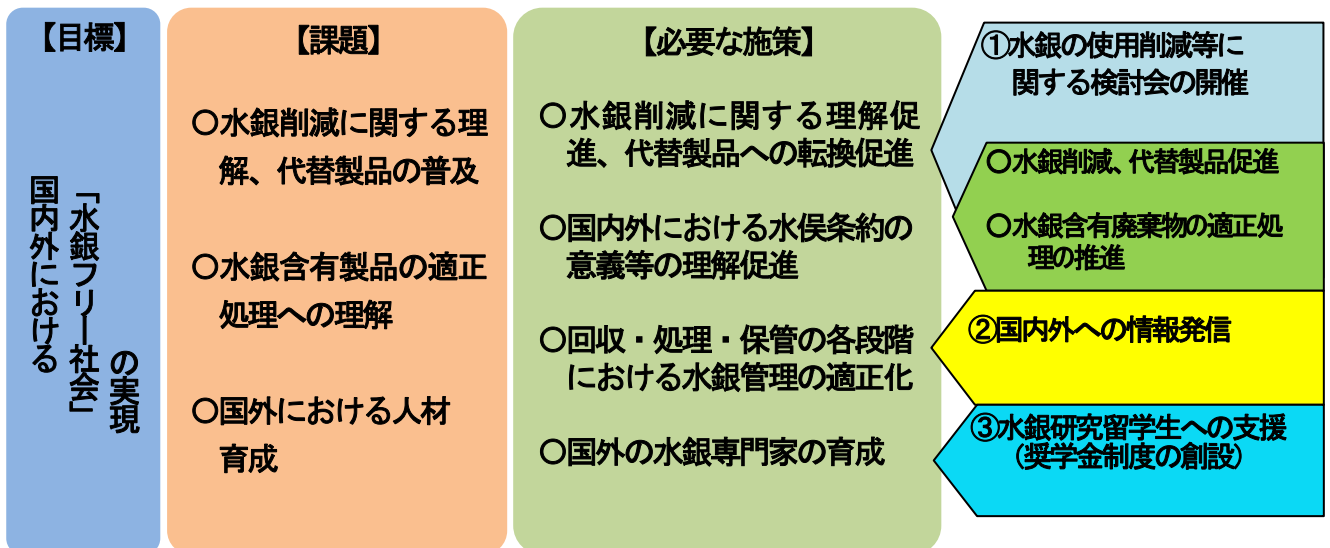 【目標】
国内外における
「水銀フリー社会」
の実現
【課題】
○水銀削減に関する理
解、代替製品の普及
○水銀含有製品の適正
処理への理解
○国外における人材
育成
【必要な施策】
○水銀削減に関する理解促
進、代替製品への転換促進
○国内外における水俣条約の
意義等の理解促進
○回収・処理・保管の各段階
における水銀管理の適正化
○国外の水銀専門家の育成
①水銀の使用削減等に
関する検討会の開催
○水銀削減、代替製品促進
○水銀含有廃棄物の適正処
理の推進
②国内外への情報発信
③水銀研究留学生への支援
（奨学金制度の創設）